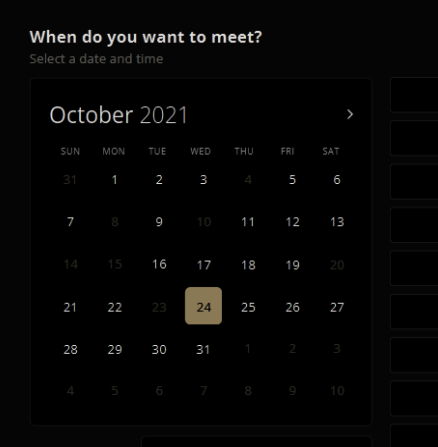 When do you want to meet?
Select a date and time
October 2021
SUN MON TUE WED THU FRI SAT
31 1 2 3 4 5 6
7 8 9 10 11 12 13
14 15 16 17 18 19 20
21 22 23 24 25 26 27
28 29 30 31 1 2 3
4 5 6 7 8 9 10